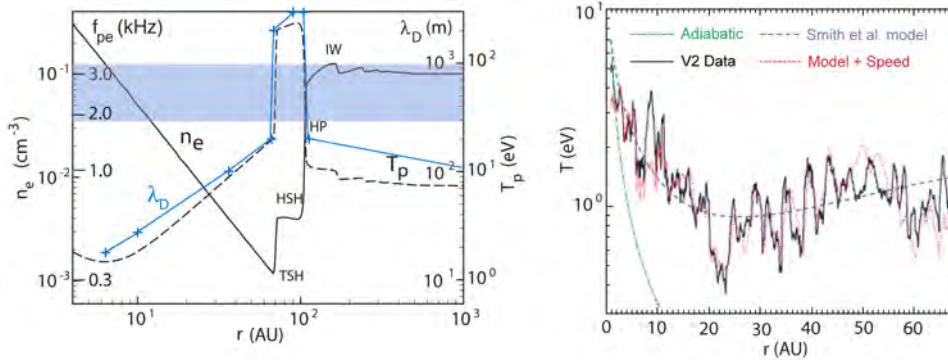 f_pe (kHz)
λ_D (m)
IW
10^-1
3.0
10^3
10^2
2.0
n_e
HP
n_e (cm^-3)
10^-2
1.0
λ_D
T_p
10^2
10^1
T_p (eV)
HSH
10^-3
0.3
TSH
10^1
10^0
10^1
10^2
10^3
r (AU)
Adiabatic
Smith et al. model
V2 Data
Model + Speed
T (eV)
10^1
10^0
0
10
20
30
40
50
60
r (AU)